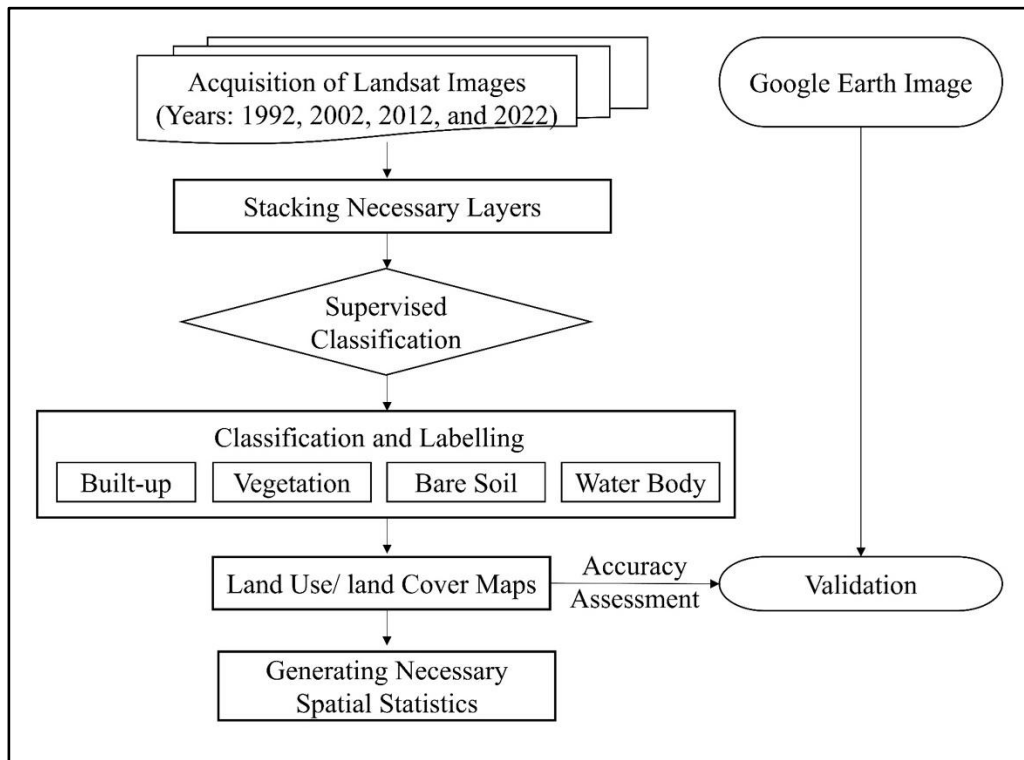 Acquisition of Landsat Images
(Years: 1992, 2002, 2012, and 2022)
Google Earth Image
Stacking Necessary Layers
Supervised
Classification
Classification and Labelling
Built-up
Vegetation
Bare Soil
Water Body
Land Use/ land Cover Maps
Accuracy
Assessment
Validation
Generating Necessary
Spatial Statistics